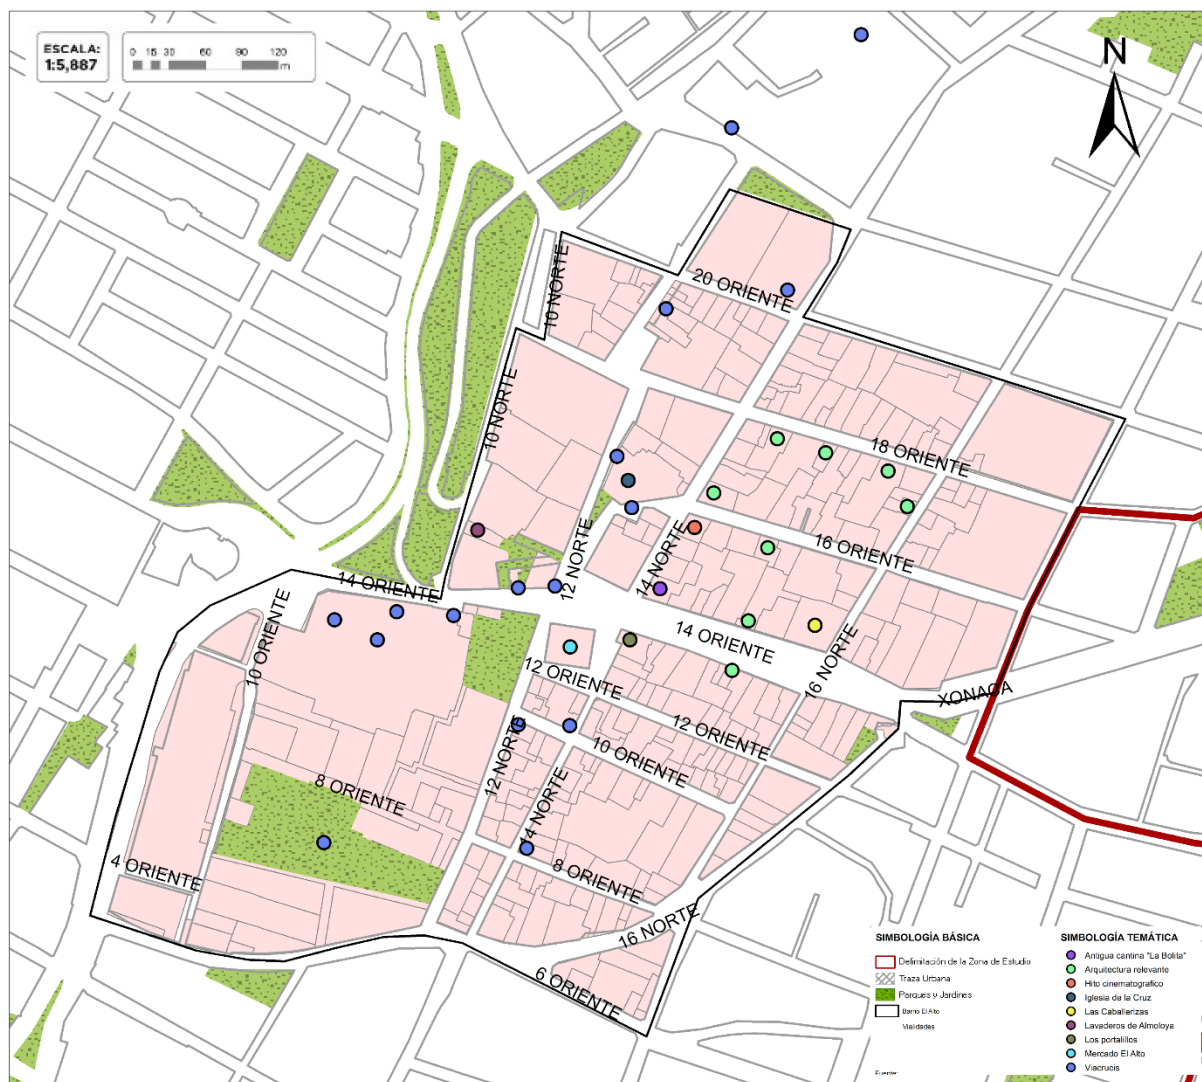 ESCALA:
1:5,887
0 15 30 60 90 120
m
N
20 ORIENTE
10 NORTE
10 NORTE
18 ORIENTE
16 ORIENTE
12 NORTE
14 NORTE
14 ORIENTE
10 ORIENTE
14 ORIENTE
16 NORTE
XONACA
12 ORIENTE
12 ORIENTE
12 NORTE
10 ORIENTE
14 NORTE
8 ORIENTE
8 ORIENTE
4 ORIENTE
16 NORTE
6 ORIENTE
SIMBOLOGÍA BÁSICA
Delimitación de la Zona de Estudio
Traza Urbana
Parques y Jardines
Barrio El Alto
Vialidades
Fuente:
SIMBOLOGÍA TEMÁTICA
Antigua cantina "La Bolita"
Arquitectura relevante
Hito cinematografico
Iglesia de la Cruz
Las Caballerizas
Lavaderos de Almoloya
Los portalillos
Mercado El Alto
Viacrucis